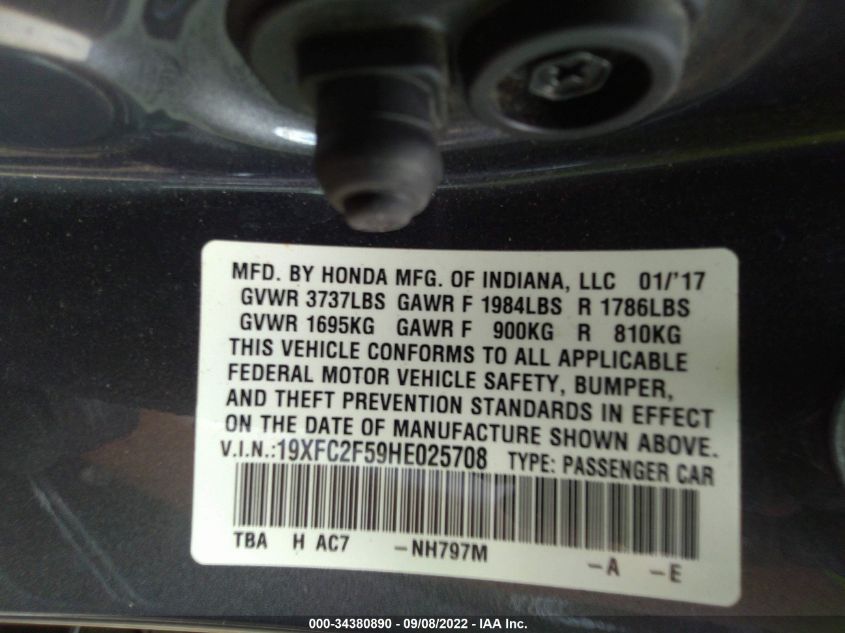 MFD. BY HONDA MFG. OF INDIANA, LLC 01/'17
GVWR 3737LBS GAWR F 1984LBS R 1786LBS
GVWR 1695KG GAWR F 900KG R 810KG
THIS VEHICLE CONFORMS TO ALL APPLICABLE
FEDERAL MOTOR VEHICLE SAFETY, BUMPER,
AND THEFT PREVENTION STANDARDS IN EFFECT
ON THE DATE OF MANUFACTURE SHOWN ABOVE.
V.I.N.:19XFC2F59HE025708 TYPE: PASSENGER CAR
TBA H AC7 -NH797M -A -E
000-34380890 - 09/08/2022 - IAA Inc.